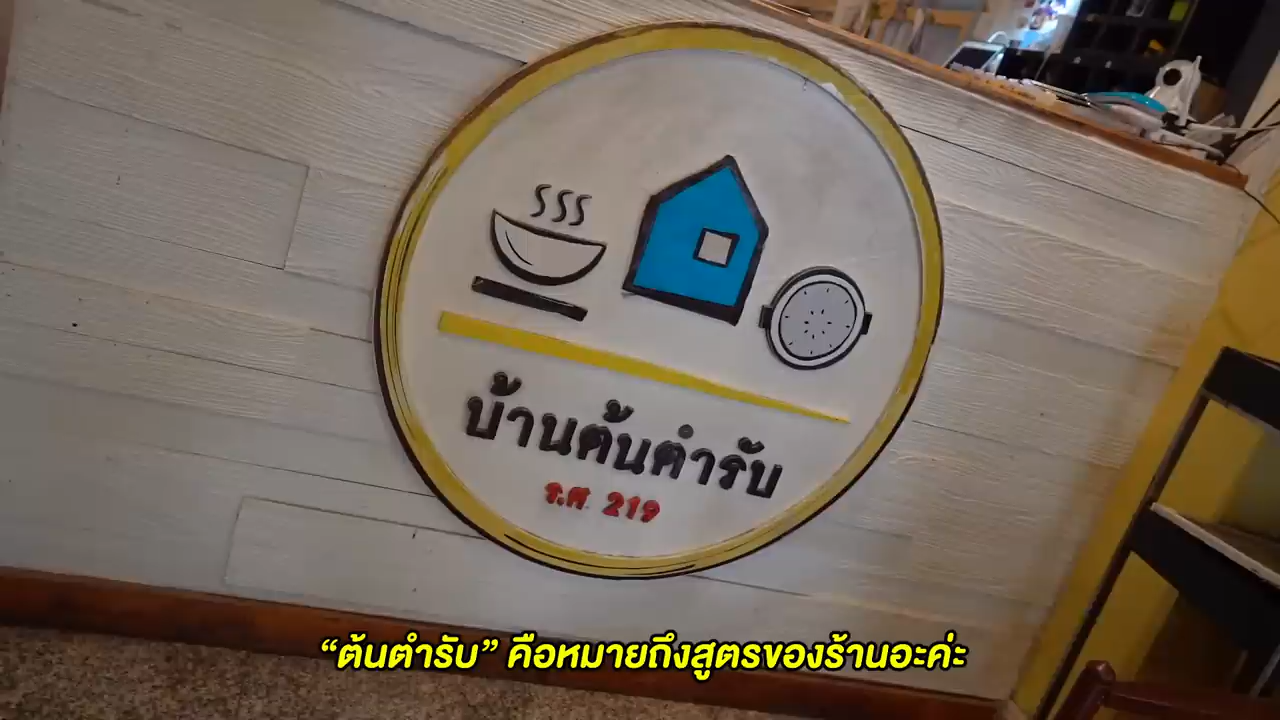 บ้านต้นตำรับ
ร.ศ. 219
“ต้นตำรับ” คือหมายถึงสูตรของร้านอะค่ะ